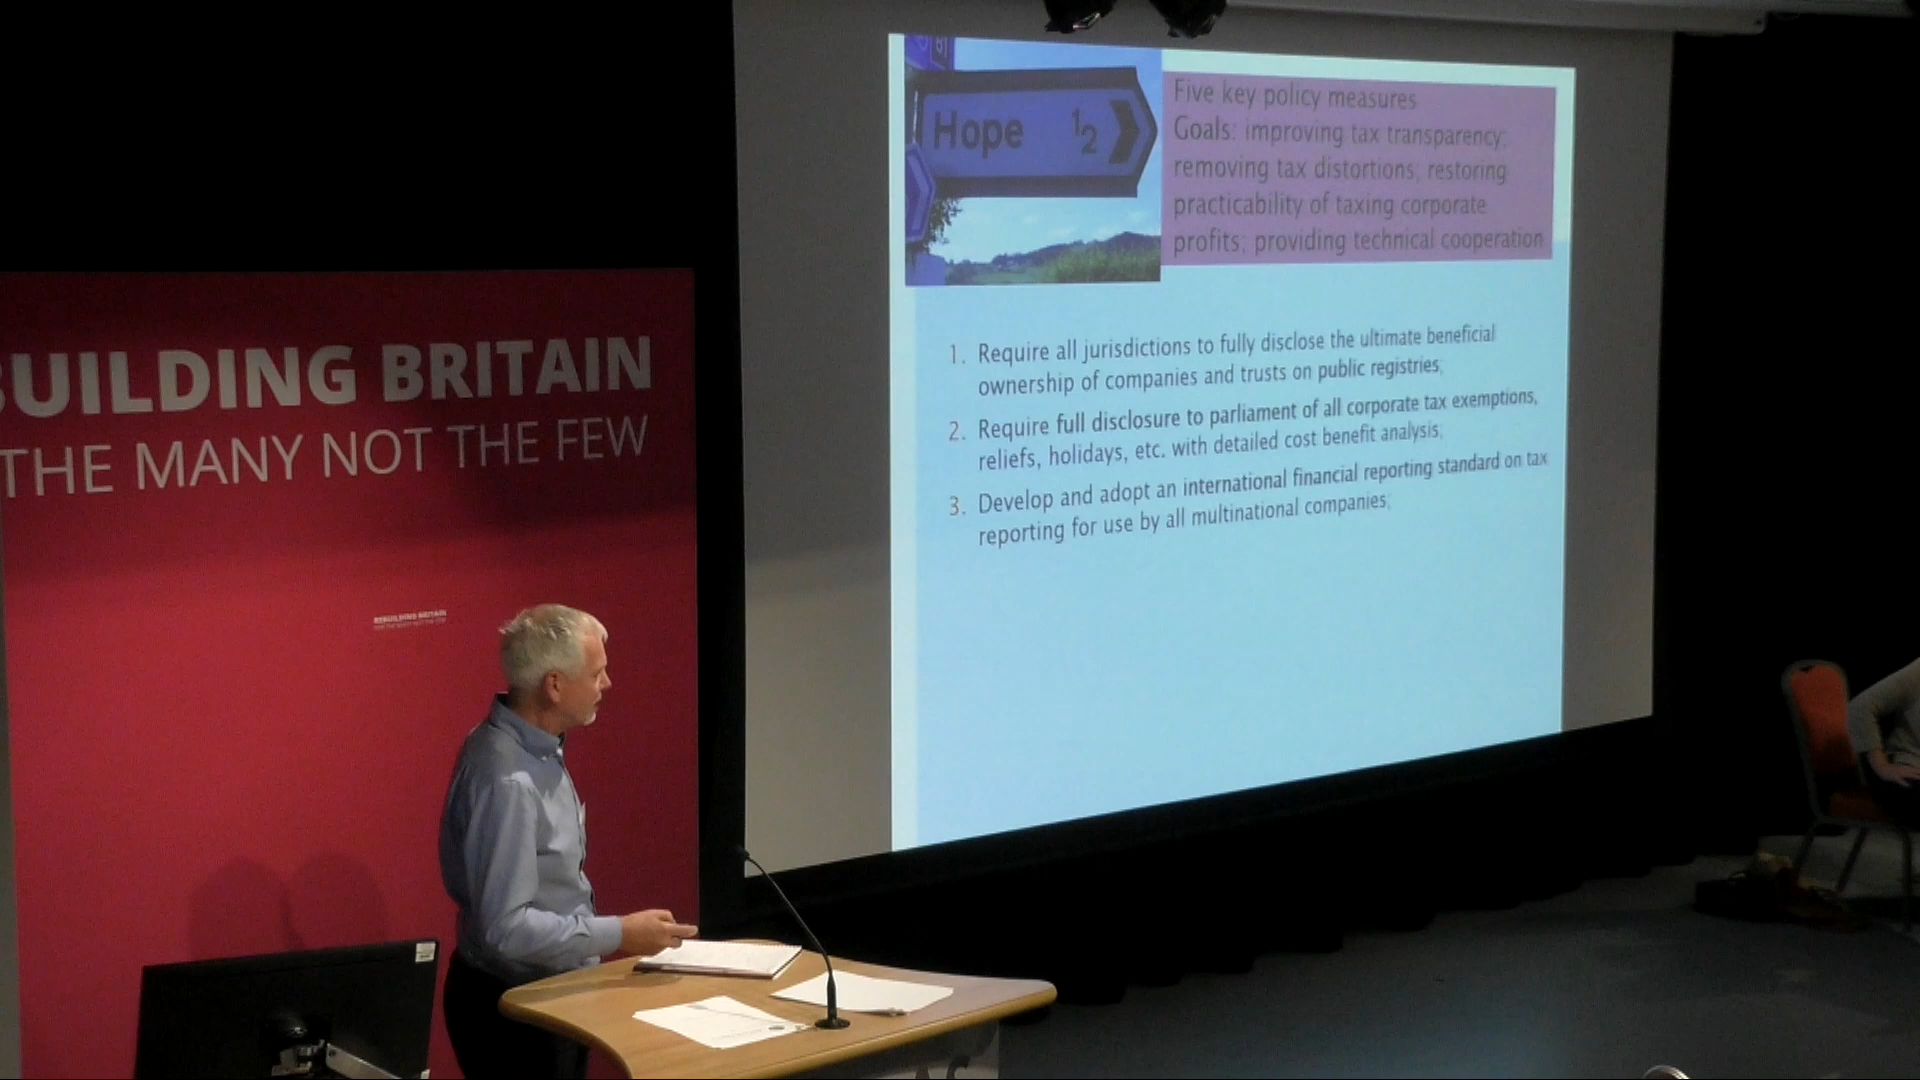 BUILDING BRITAIN
THE MANY NOT THE FEW
REBUILDING BRITAIN
Hope 1/2
Five key policy measures
Goals: improving tax transparency;
removing tax distortions; restoring
practicability of taxing corporate
profits; providing technical cooperation
1. Require all jurisdictions to fully disclose the ultimate beneficial
ownership of companies and trusts on public registries;
2. Require full disclosure to parliament of all corporate tax exemptions,
reliefs, holidays, etc. with detailed cost benefit analysis;
3. Develop and adopt an international financial reporting standard on tax
reporting for use by all multinational companies;